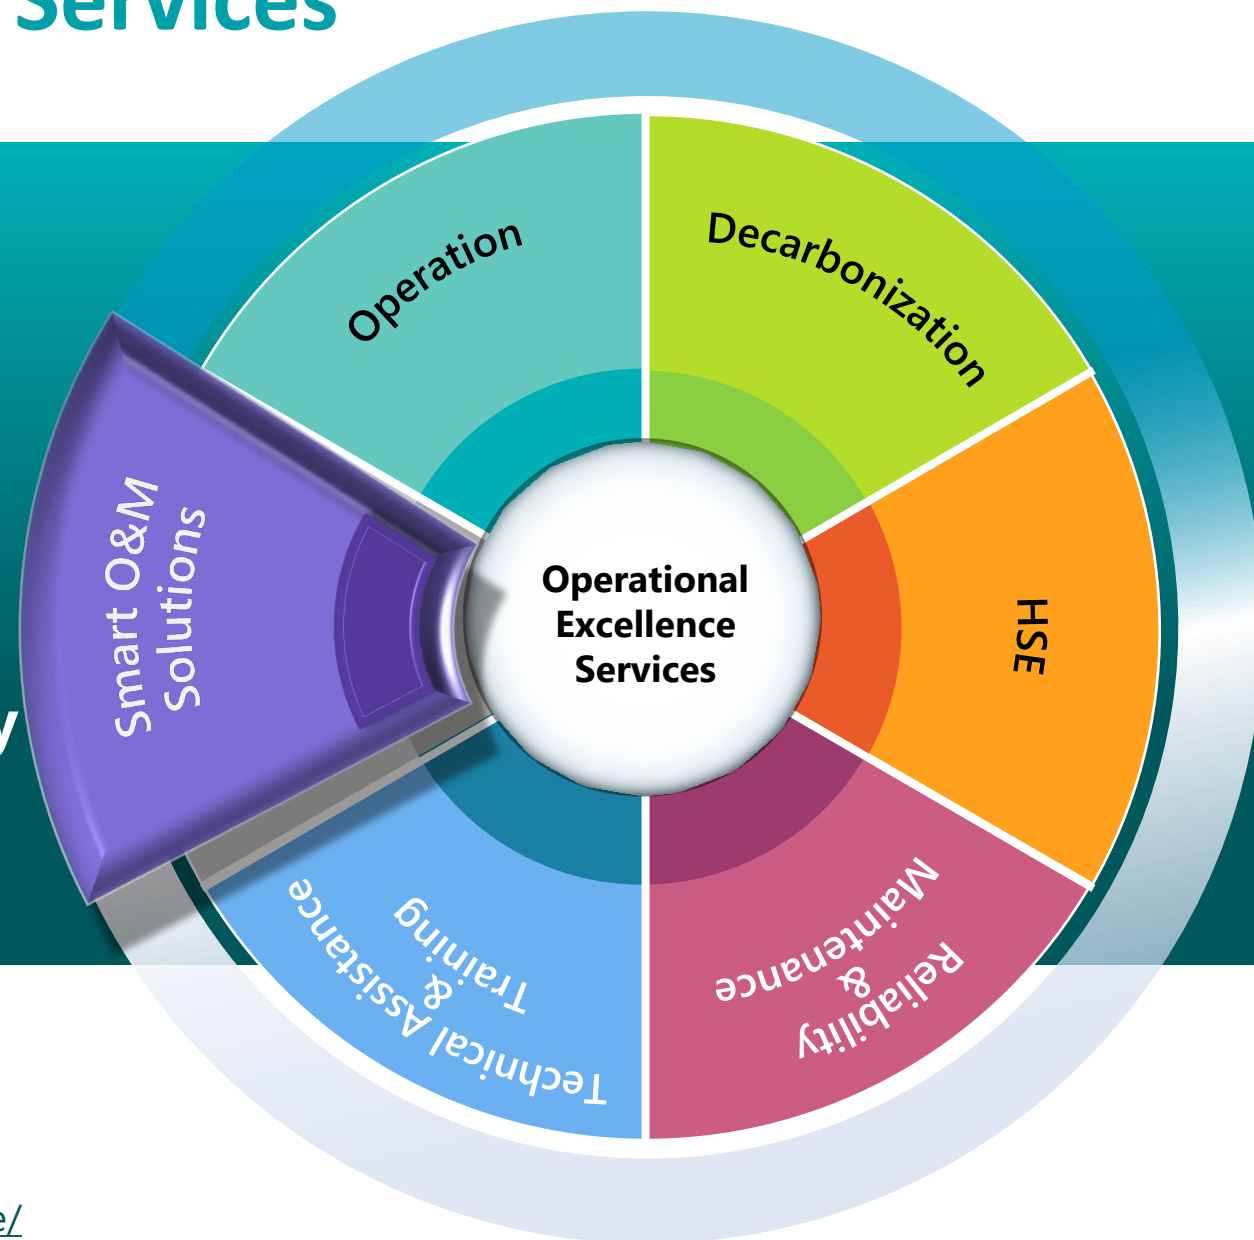 Services
Operation
Decarbonization
HSE
Reliability
&
Maintenance
Technical Assistance
&
Training
Smart O&M
Solutions
Operational
Excellence
Services
y
e/